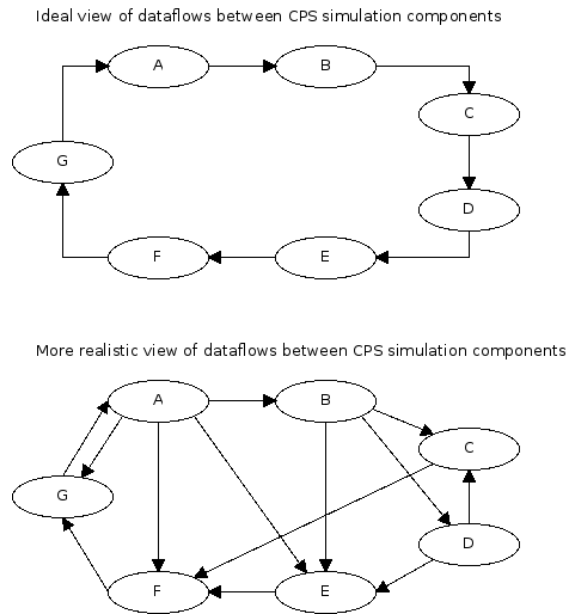 Ideal view of dataflows between CPS simulation components
A
B
C
G
D
F
E
More realistic view of dataflows between CPS simulation components
A
B
C
G
D
F
E